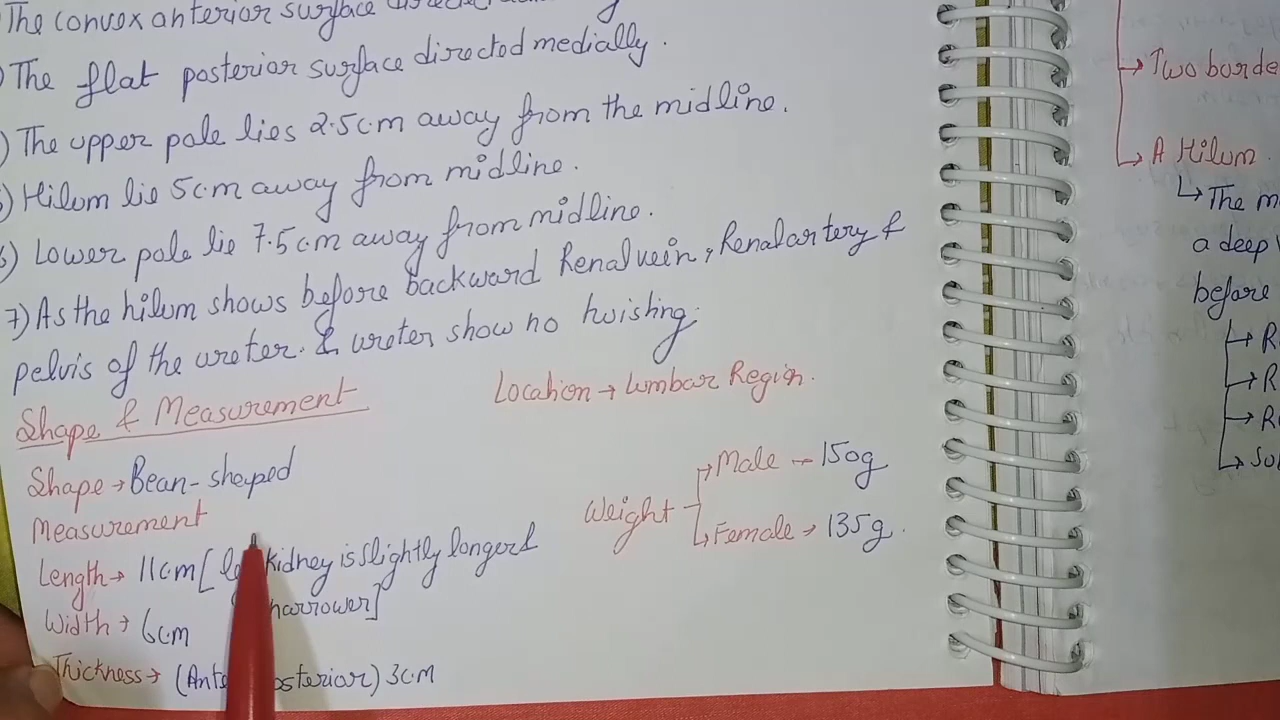 The convex anterior surface
The flat posterior surface directed medially.
) The upper pole lies 2.5cm away from the midline.
) Hilum lie 5cm away from midline.
6) Lower pole lie 7.5cm away from midline.
7) As the hilum shows before backward Renal vein, Renal artery &
pelvis of the ureter. & ureter show no twisting.
Shape & Measurement
Location → Lumbar Region.
Shape → Bean-shaped
Measurement
Length → 11cm [ kidney is slightly longer &
narrower]
Width → 6cm
Thickness → (Ante osterior) 3cm
Weight
→ Male → 150g
→ Female → 135g.
→ Two borde
→ A Hilum
↳ The m
a deep
before
→ R
→ R
→ R